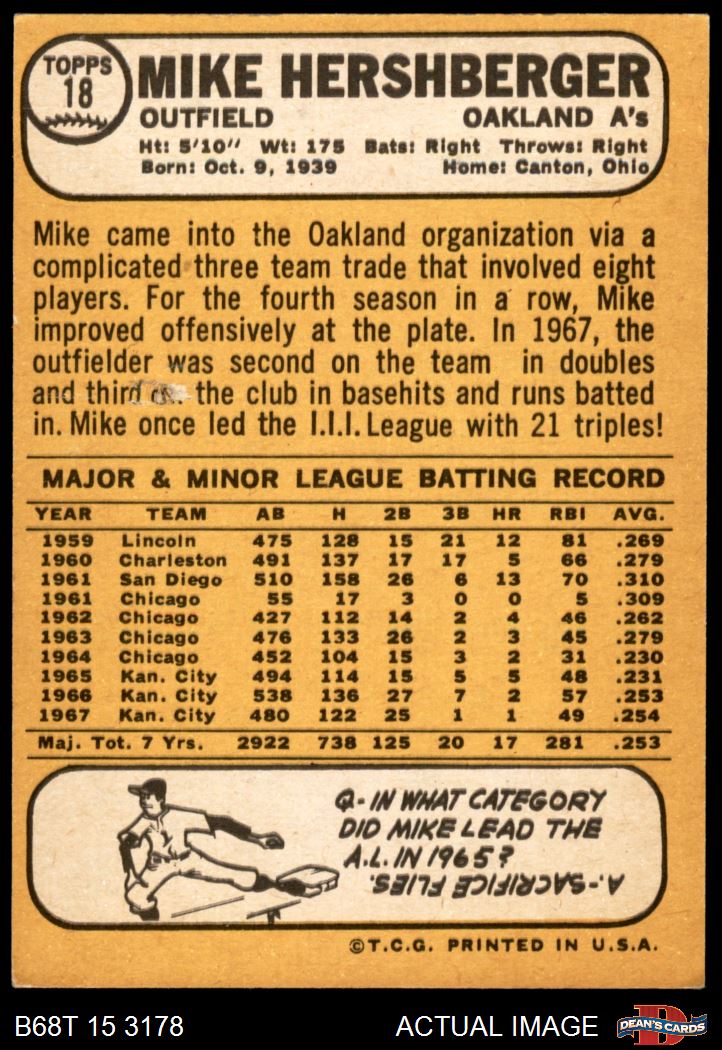 TOPPS
18
MIKE HERSHBERGER
OUTFIELD OAKLAND A's
Ht: 5'10" Wt: 175 Bats: Right Throws: Right
Born: Oct. 9, 1939 Home: Canton, Ohio
Mike came into the Oakland organization via a
complicated three team trade that involved eight
players. For the fourth season in a row, Mike
improved offensively at the plate. In 1967, the
outfielder was second on the team in doubles
and third the club in basehits and runs batted
in. Mike once led the I.I.I. League with 21 triples!
MAJOR & MINOR LEAGUE BATTING RECORD
YEAR TEAM AB H 2B 3B HR RBI AVG.
1959 Lincoln 475 128 15 21 12 81 .269
1960 Charleston 491 137 17 17 5 66 .279
1961 San Diego 510 158 26 6 13 70 .310
1961 Chicago 55 17 3 0 0 5 .309
1962 Chicago 427 112 14 2 4 46 .262
1963 Chicago 476 133 26 2 3 45 .279
1964 Chicago 452 104 15 3 2 31 .230
1965 Kan. City 494 114 15 5 5 48 .231
1966 Kan. City 538 136 27 7 2 57 .253
1967 Kan. City 480 122 25 1 1 49 .254
Maj. Tot. 7 Yrs. 2922 738 125 20 17 281 .253
Q-IN WHAT CATEGORY
DID MIKE LEAD THE
A.L. IN 1965?
A-SACRIFICE FLIES.
©T.C.G. PRINTED IN U.S.A.
B68T 15 3178 ACTUAL IMAGE
D
DEAN'S CARDS